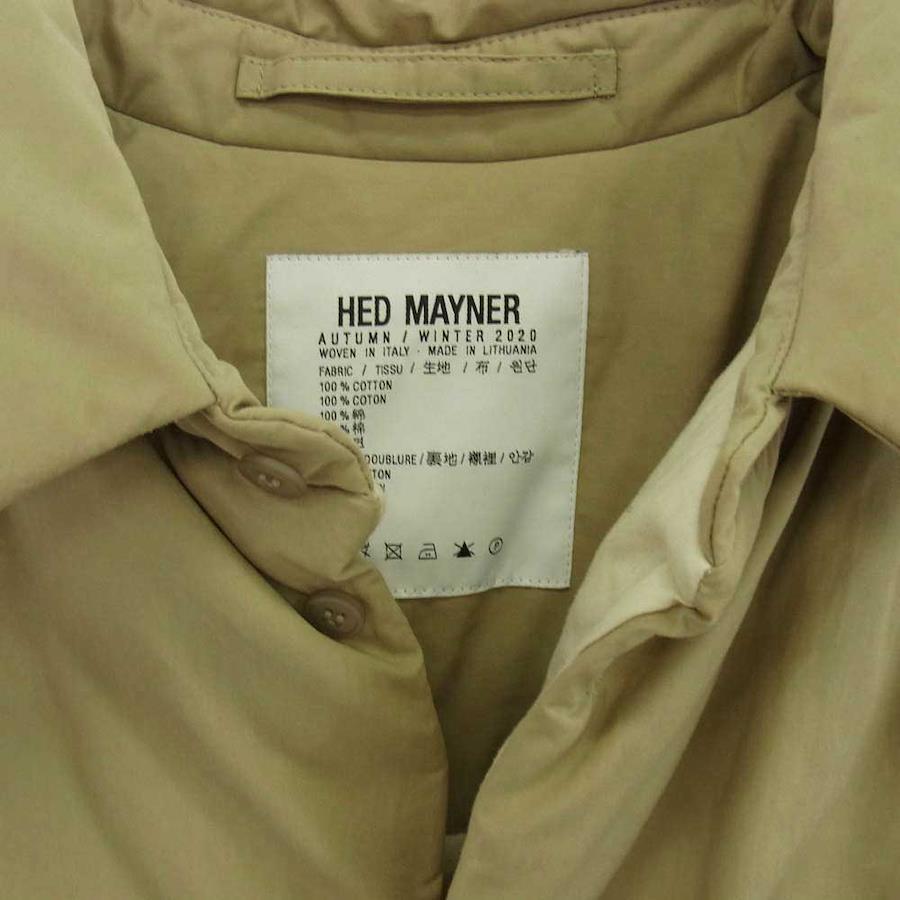 HED MAYNER
AUTUMN / WINTER 2020
WOVEN IN ITALY · MADE IN LITHUANIA
FABRIC / TISSU / 生地 / 布 / 원단
100 % COTTON
100 % COTON
100 % 綿
% 棉
DOUBLURE / 裏地 / 襯裡 / 안감
P